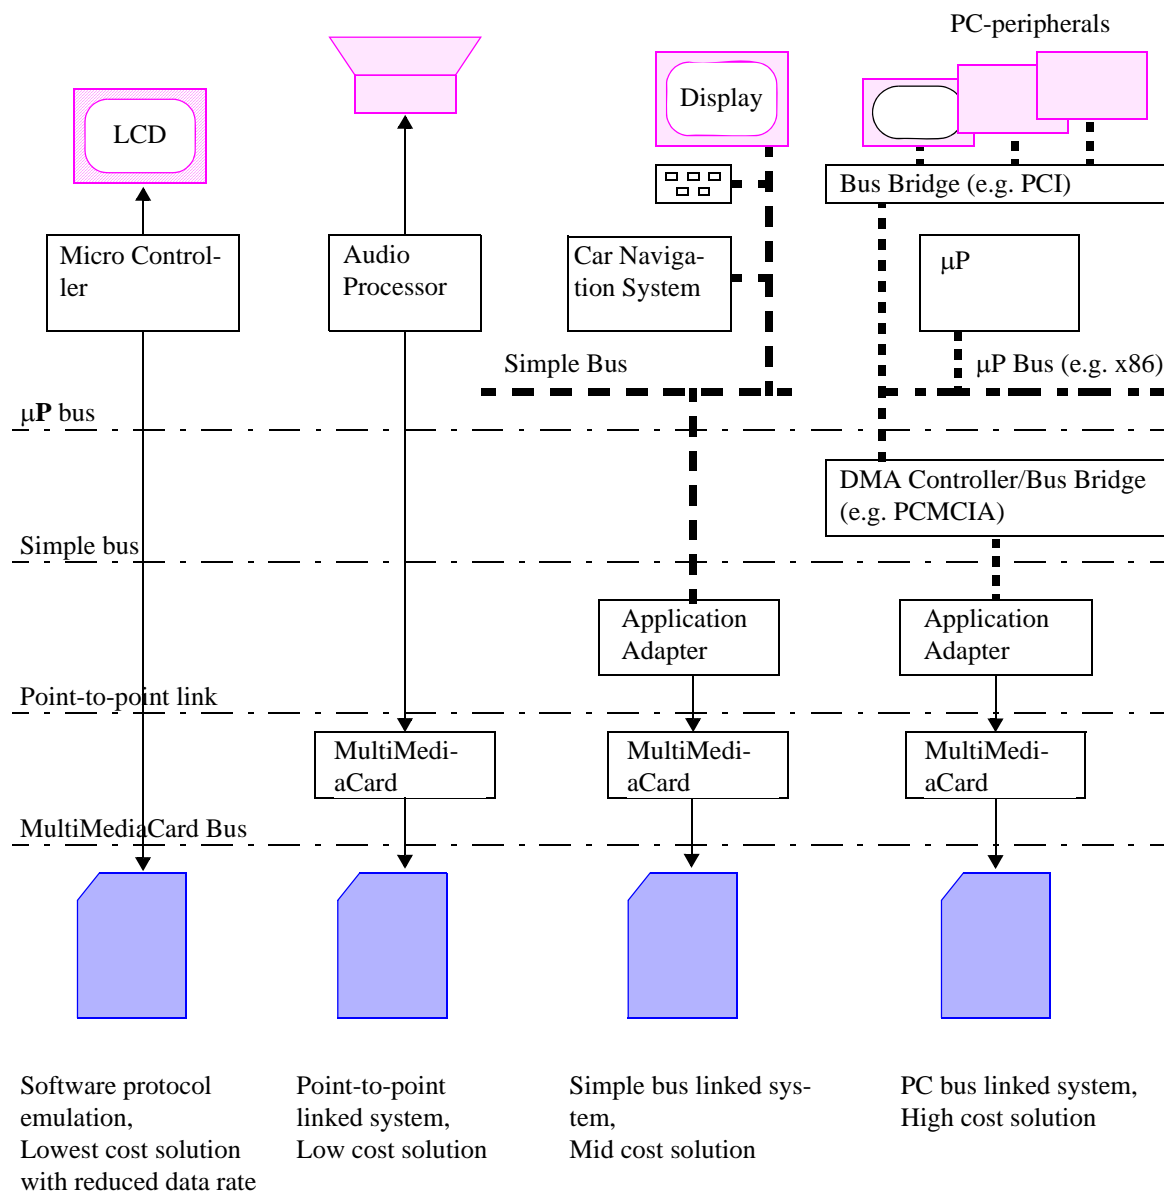 PC-peripherals
LCD
Display
Bus Bridge (e.g. PCI)
Micro Control-
ler
Audio
Processor
Car Naviga-
tion System
μP
Simple Bus
μP Bus (e.g. x86)
μP bus
DMA Controller/Bus Bridge
(e.g. PCMCIA)
Simple bus
Application
Adapter
Application
Adapter
Point-to-point link
MultiMedi-
aCard
MultiMedi-
aCard
MultiMedi-
aCard
MultiMediaCard Bus
Software protocol
emulation,
Lowest cost solution
with reduced data rate
Point-to-point
linked system,
Low cost solution
Simple bus linked sys-
tem,
Mid cost solution
PC bus linked system,
High cost solution